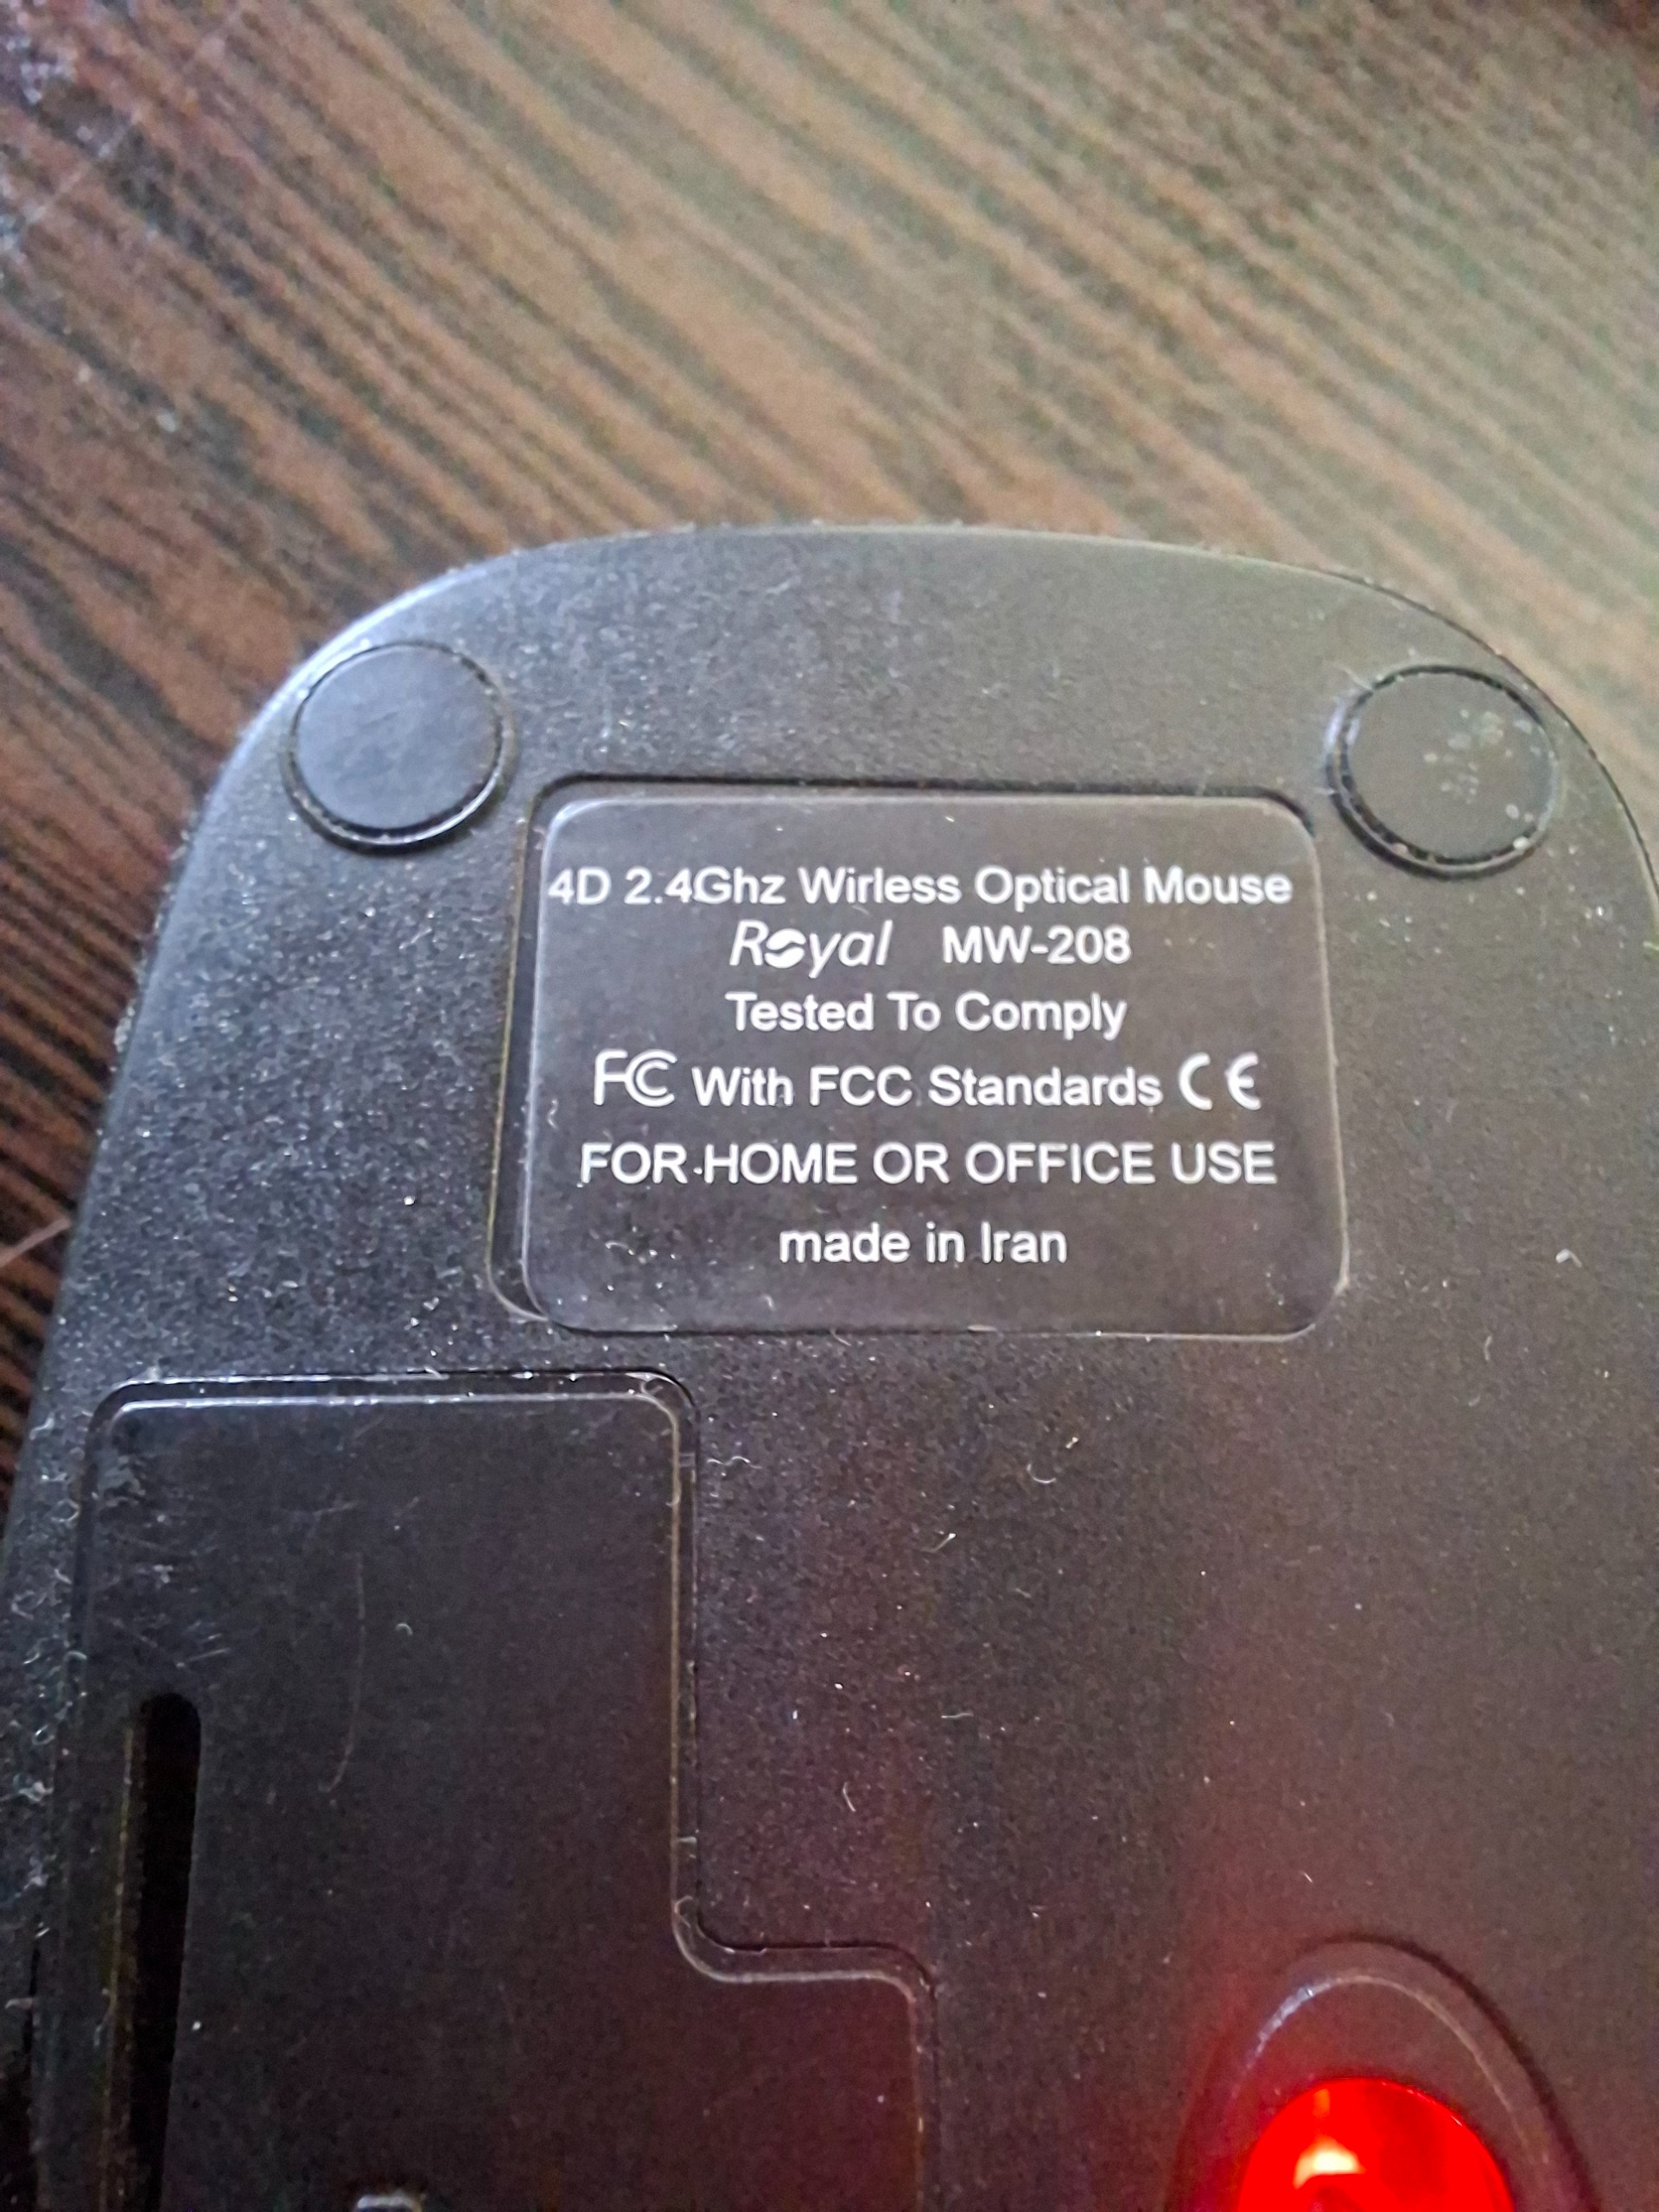 4D 2.4Ghz Wirless Optical Mouse
Royal MW-208
Tested To Comply
FC With FCC Standards CE
FOR HOME OR OFFICE USE
made in Iran